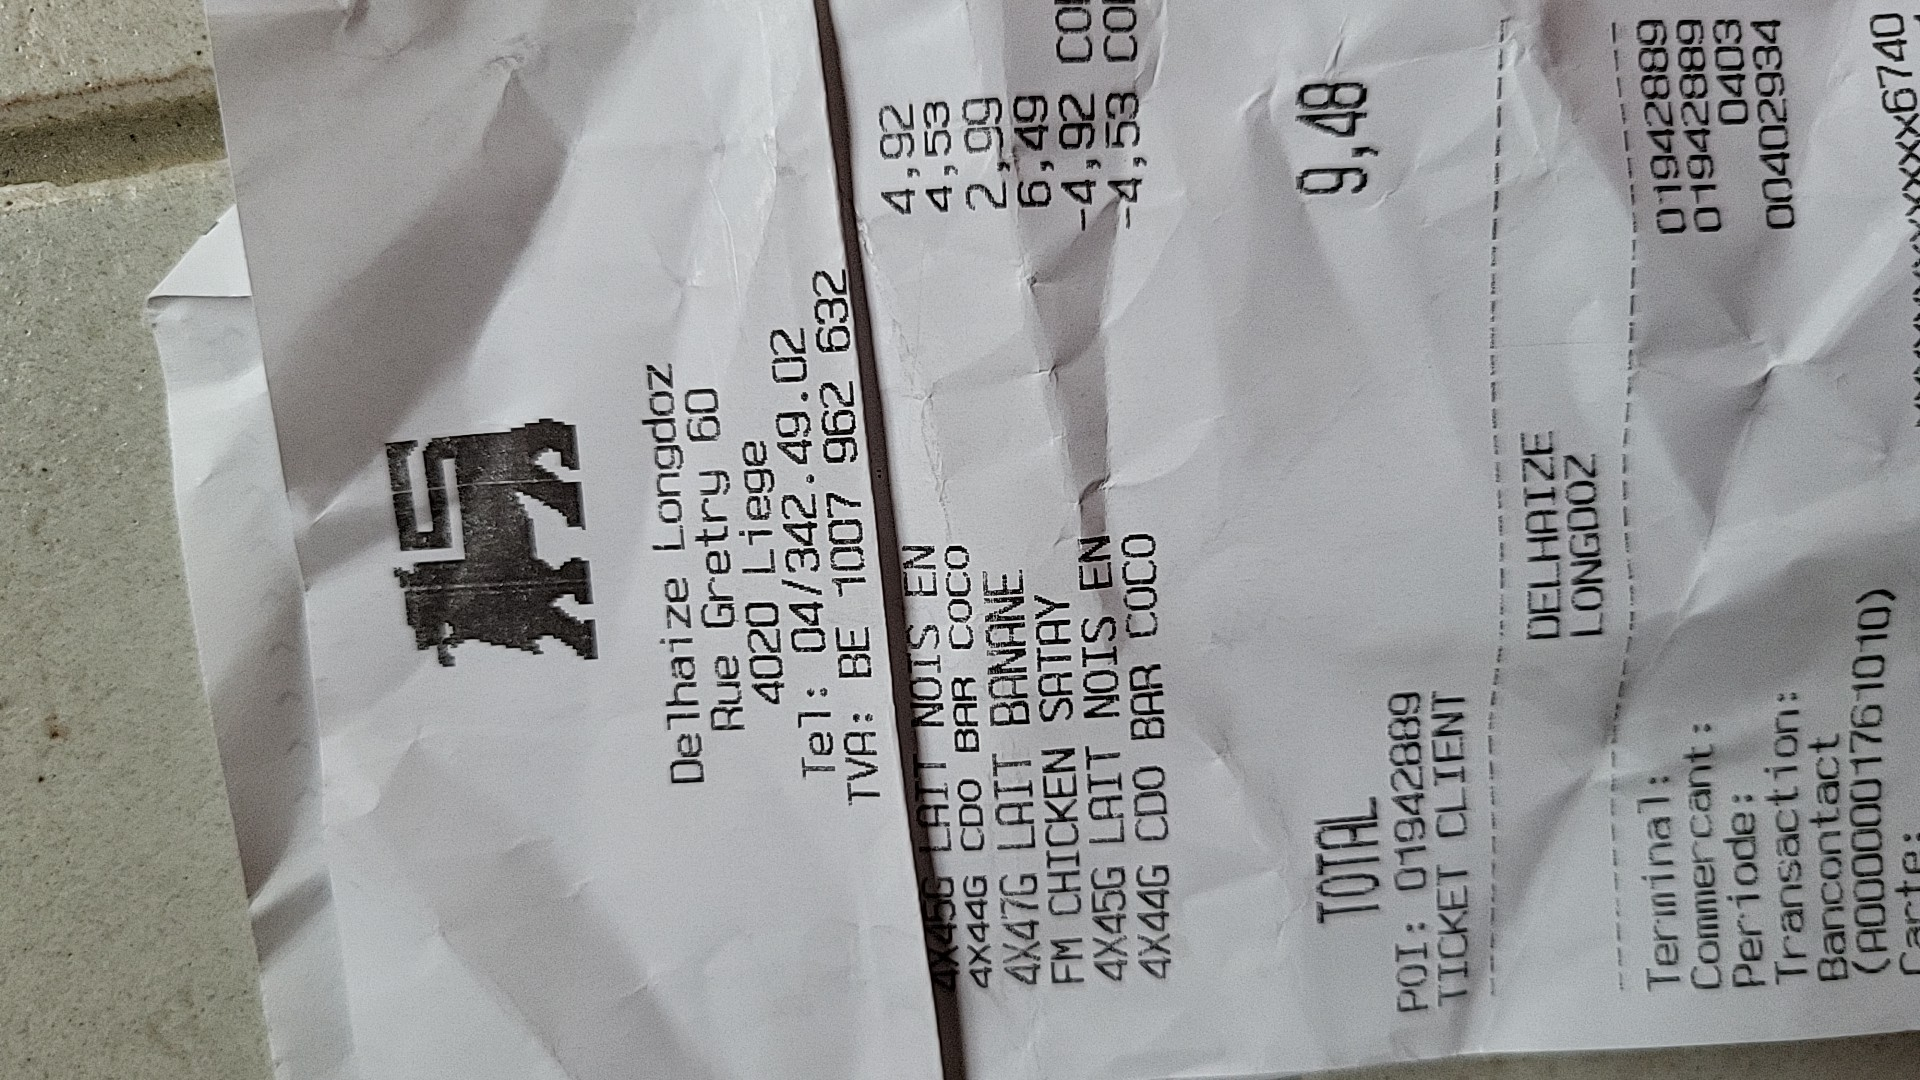 Delhaize Longdoz
Rue Gretry 60
4020 Liege
Tel: 04/342.49.02
TVA: BE 1007 962 632
4X45G LAIT NOIS EN 4,92
4X44G CDO BAR COCO 4,53
4X47G LAIT BANANE 2,99
FM CHICKEN SATAY 6,49
4X45G LAIT NOIS EN -4,92
4X44G CDO BAR COCO -4,53
TOTAL 9,48
POI: 01942889
TICKET CLIENT
DELHAIZE
LONGDOZ
Terminal: 01942889
Commercant: 01942889
Periode: 0403
Transaction: 00402934
Bancontact
(A0000001761010)
Carte: